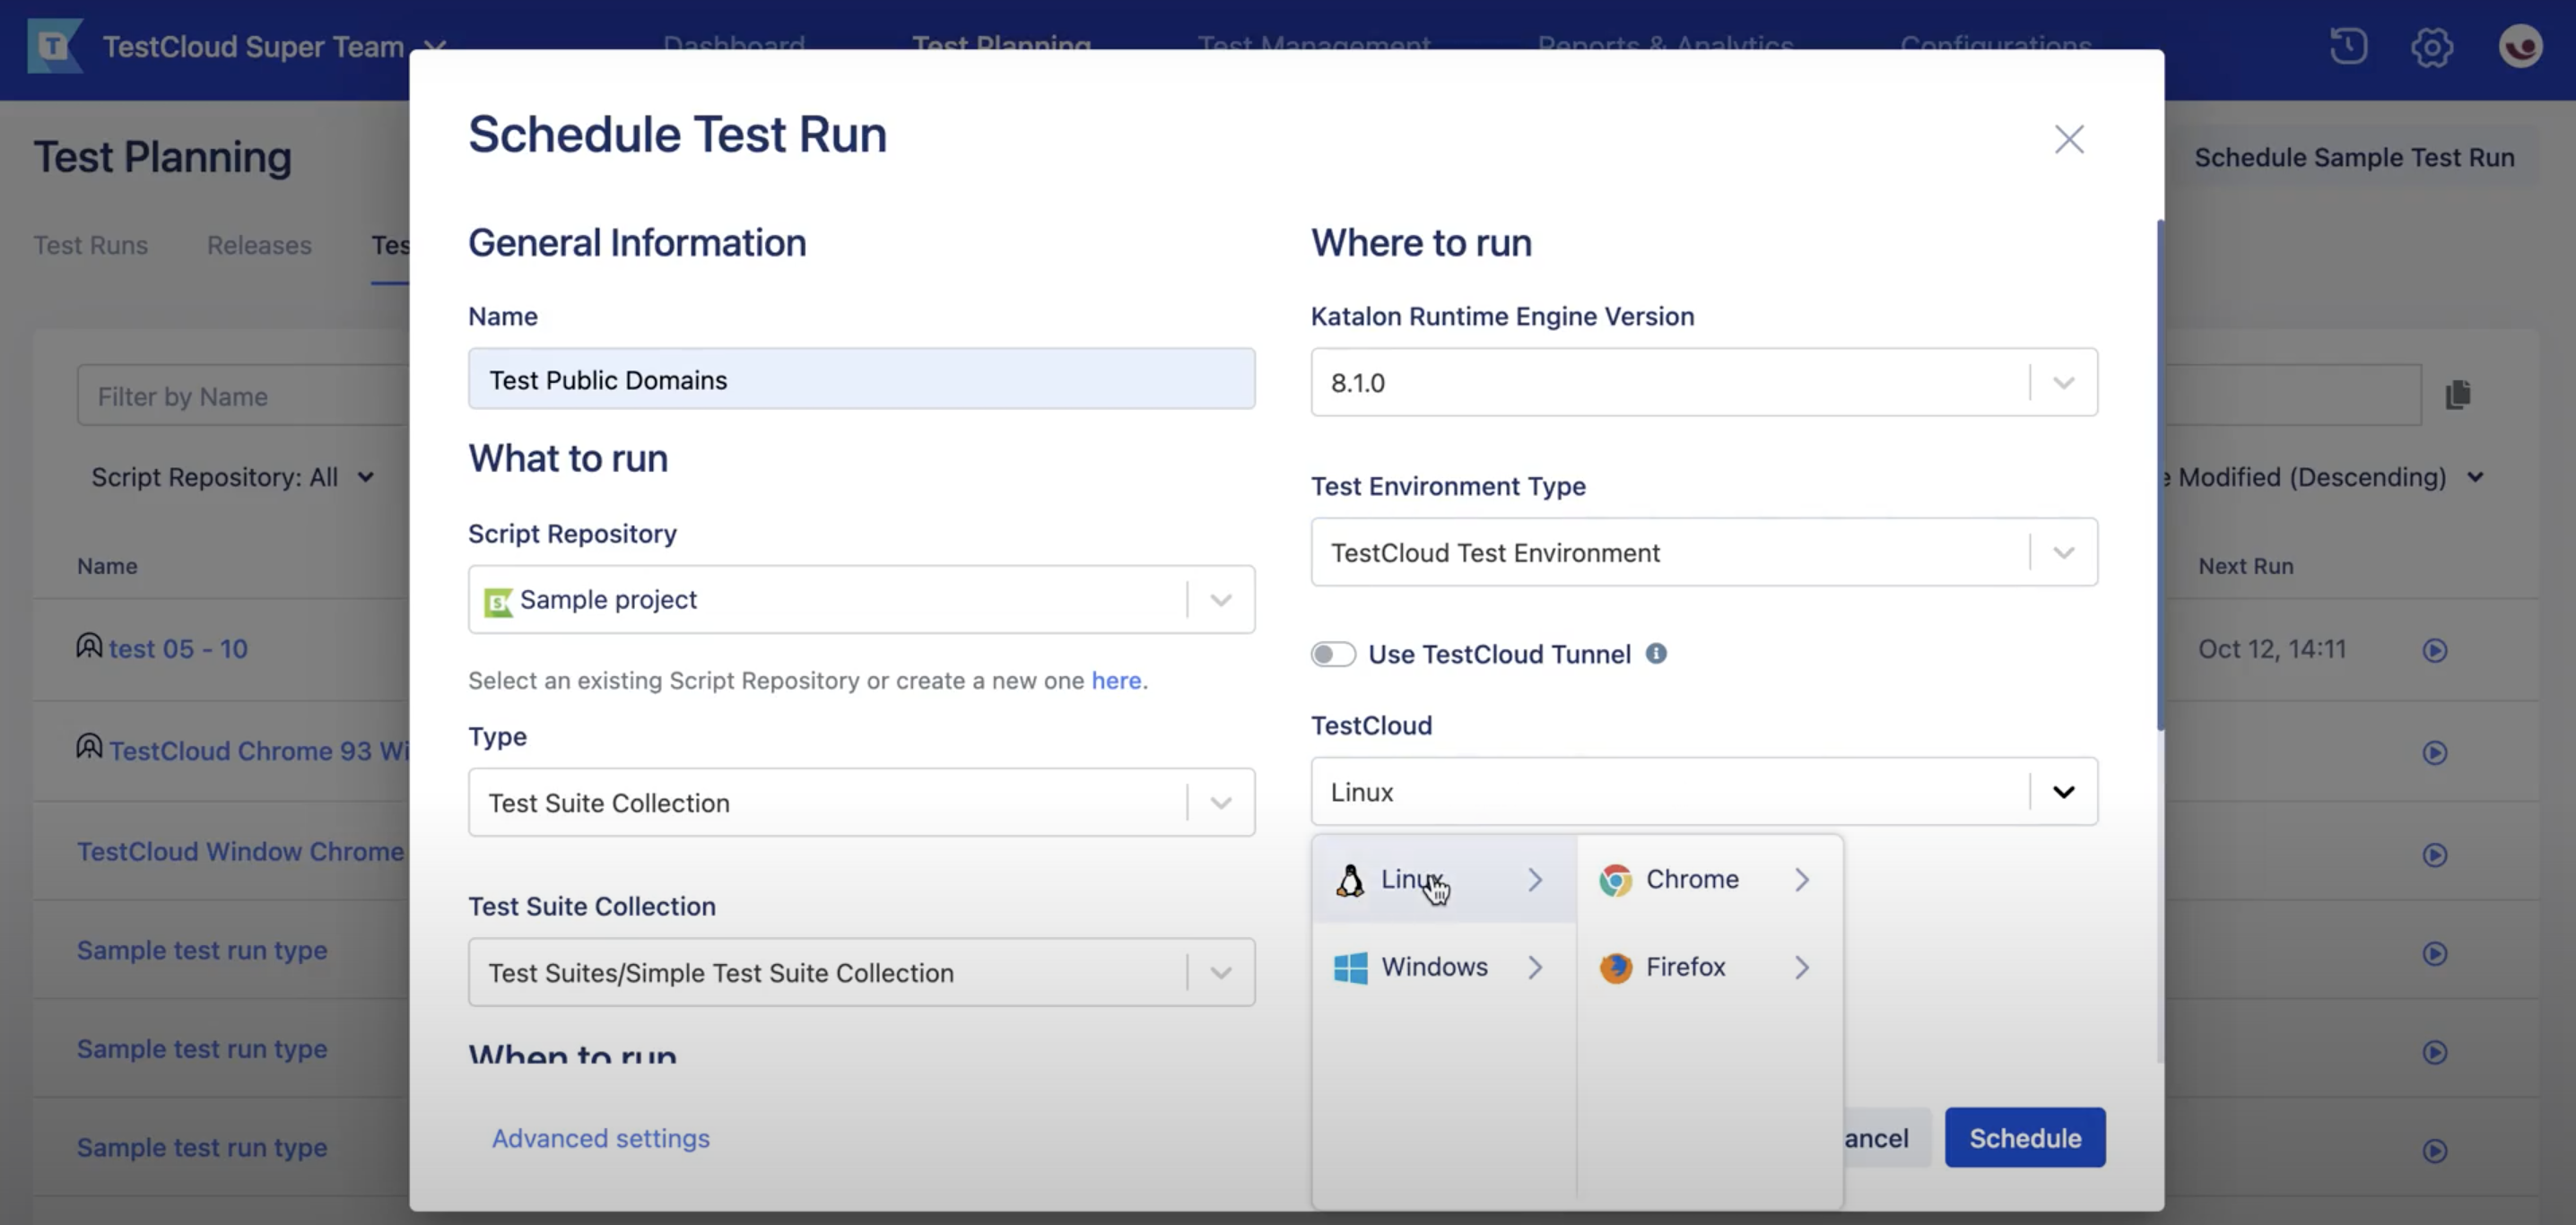 TestCloud Super Team
Dashboard
Test Planning
Test Management
Reports & Analytics
Configurations
Test Planning
Schedule Sample Test Run
Test Runs
Releases
Tes
Filter by Name
Script Repository: All
Modified (Descending)
Name
Next Run
test 05 - 10
Oct 12, 14:11
TestCloud Chrome 93 Wi
TestCloud Window Chrome
Sample test run type
Sample test run type
Sample test run type
Schedule Test Run
General Information
Name
Test Public Domains
What to run
Script Repository
Sample project
Select an existing Script Repository or create a new one here.
Type
Test Suite Collection
Test Suite Collection
Test Suites/Simple Test Suite Collection
When to run
Advanced settings
Where to run
Katalon Runtime Engine Version
8.1.0
Test Environment Type
TestCloud Test Environment
Use TestCloud Tunnel
TestCloud
Linux
Linux
Chrome
Windows
Firefox
ancel
Schedule